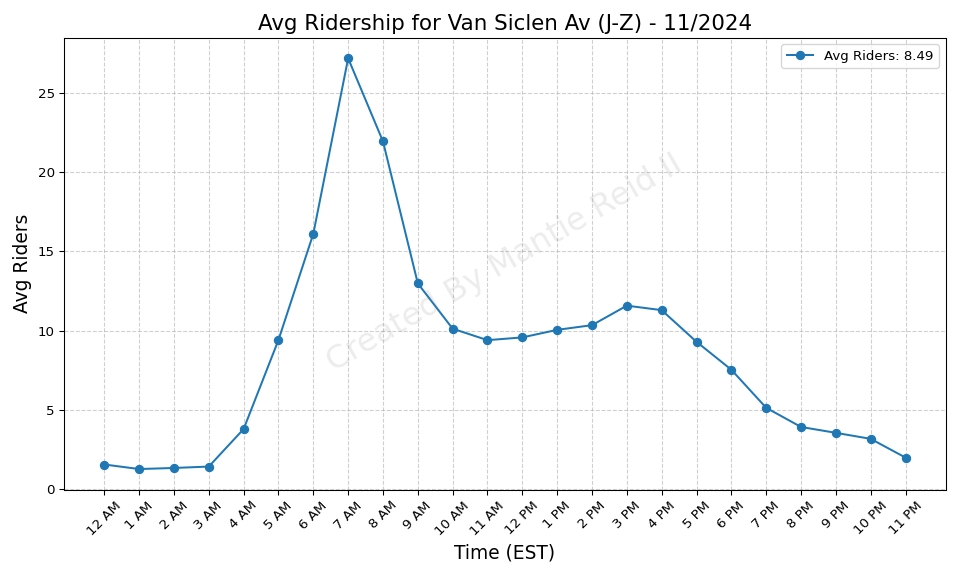 Avg Ridership for Van Siclen Av (J-Z) - 11/2024
Avg Riders: 8.49
Avg Riders
25
20
15
10
5
0
Created By Mantle Reid II
12 AM
1 AM
2 AM
3 AM
4 AM
5 AM
6 AM
7 AM
8 AM
9 AM
10 AM
11 AM
12 PM
1 PM
2 PM
3 PM
4 PM
5 PM
6 PM
7 PM
8 PM
9 PM
10 PM
11 PM
Time (EST)